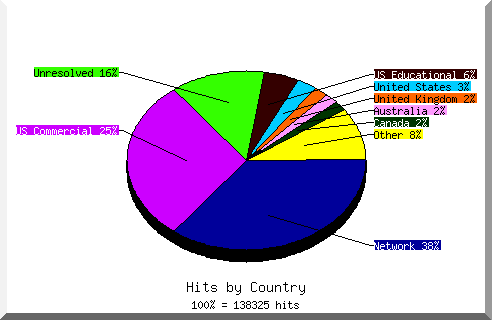 Unresolved 16%
US Educational 6%
United States 3%
United Kingdom 2%
Australia 2%
Canada 2%
US Commercial 25%
Other 8%
Network 38%
Hits by Country
100% = 138325 hits